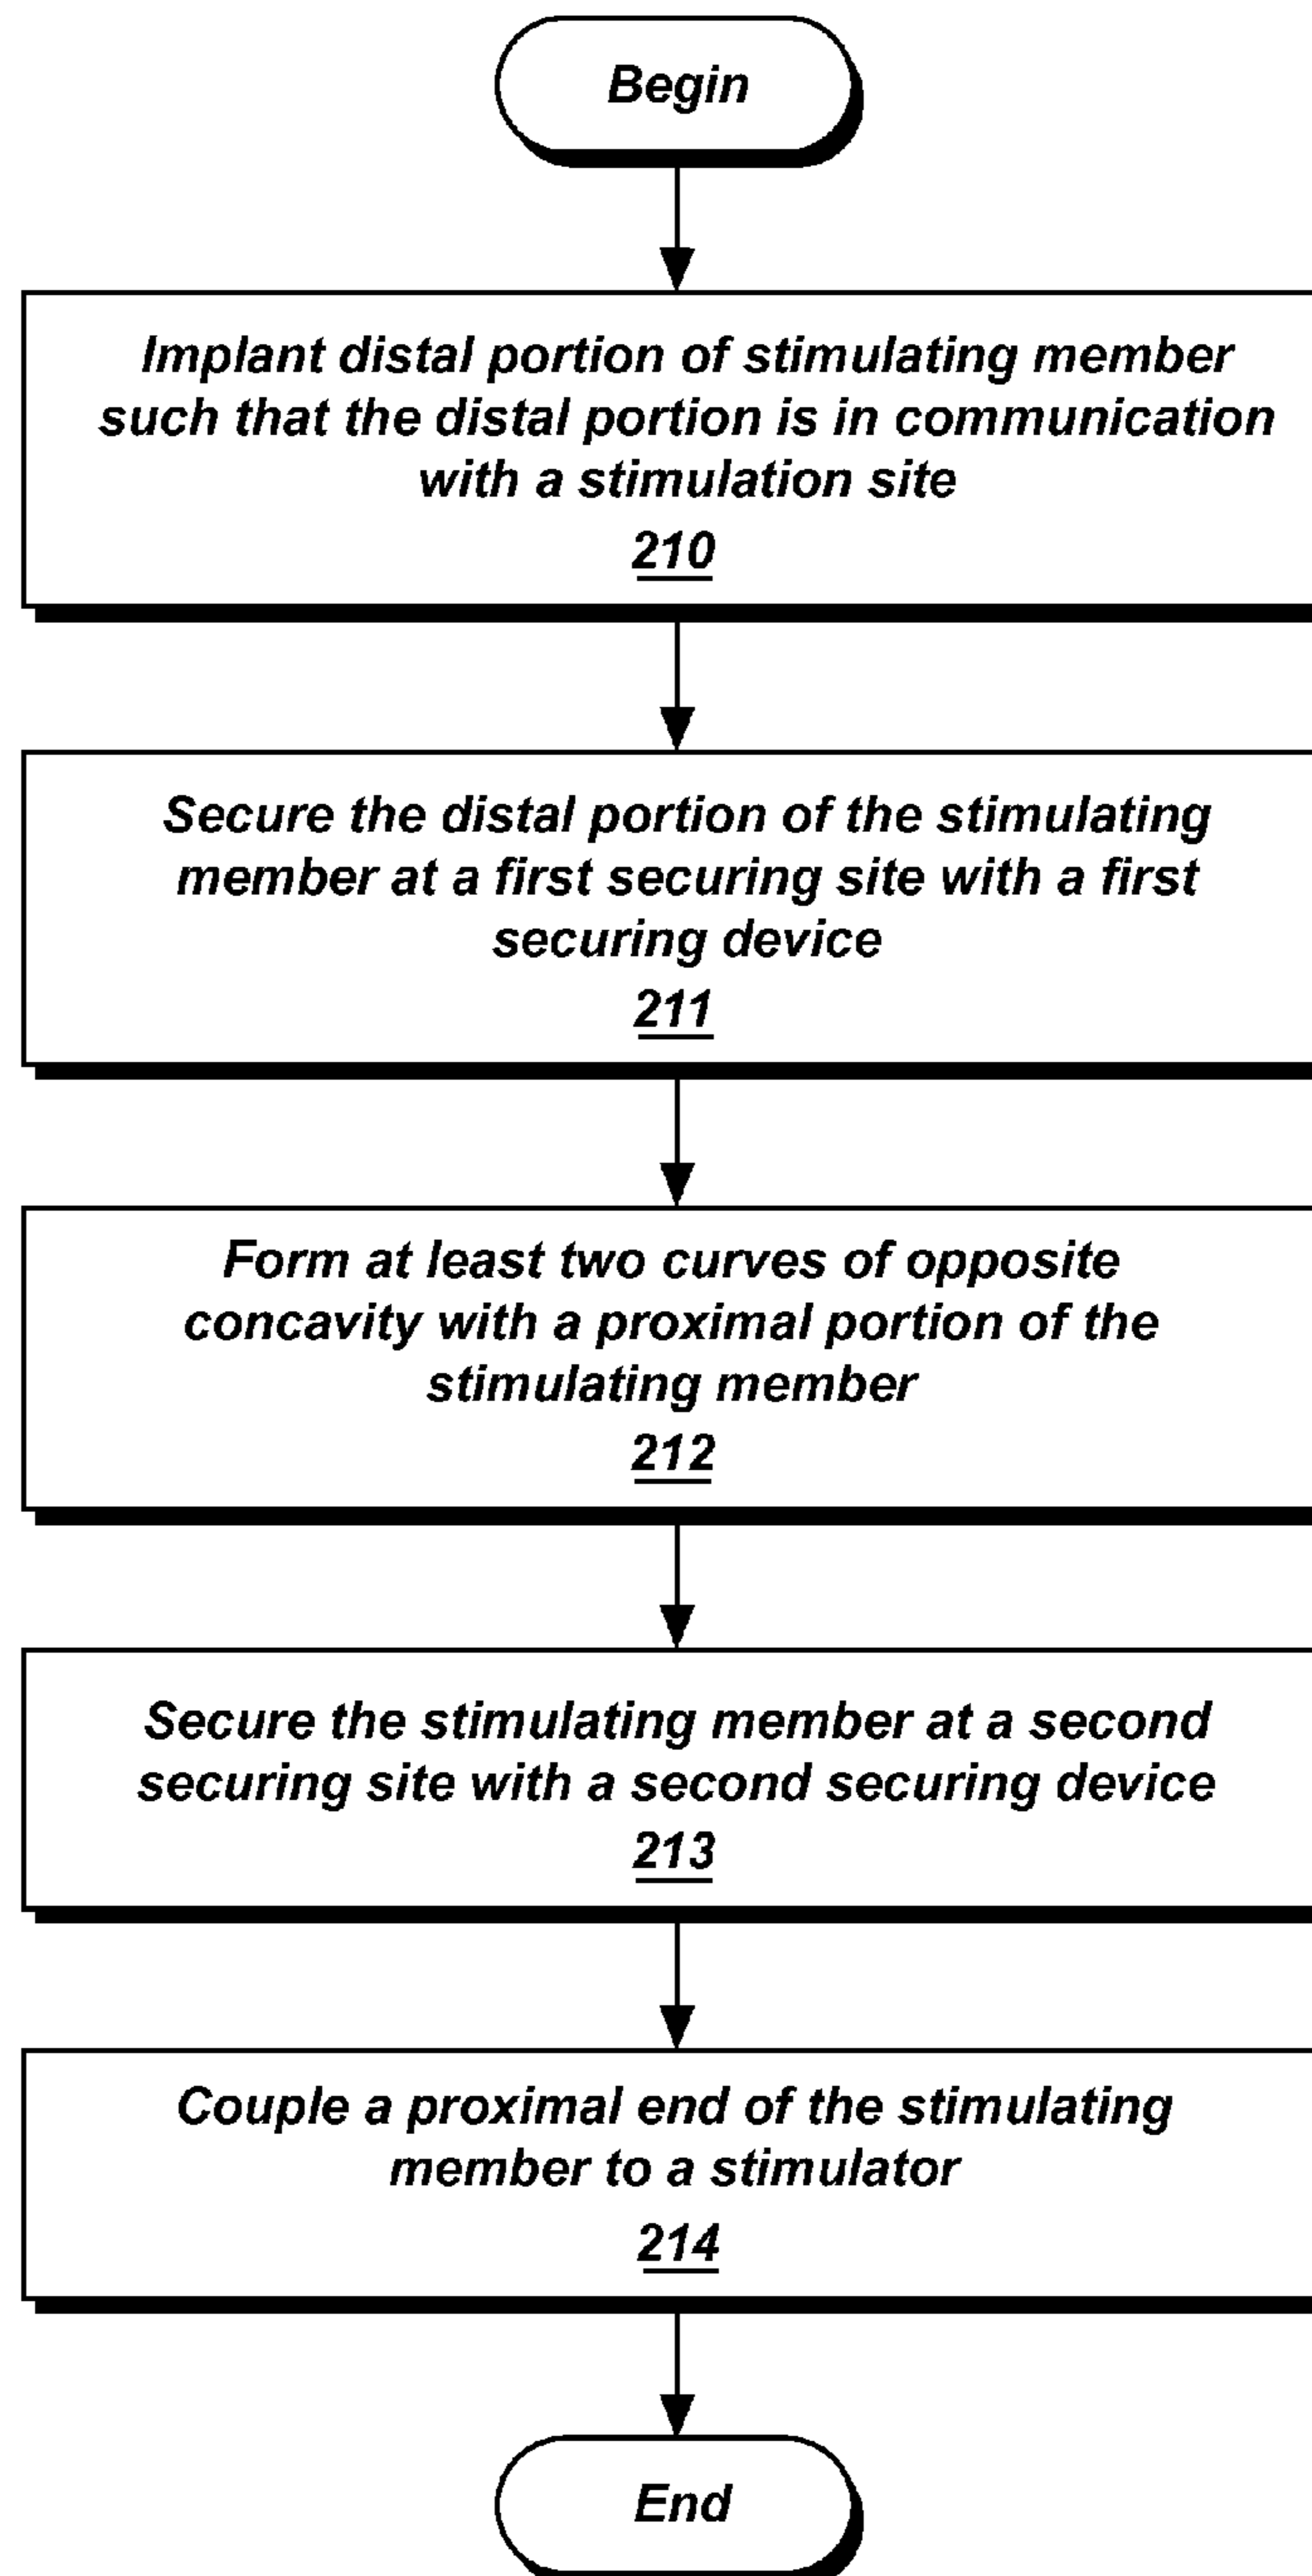 Begin
Implant distal portion of stimulating member
such that the distal portion is in communication
with a stimulation site
210
Secure the distal portion of the stimulating
member at a first securing site with a first
securing device
211
Form at least two curves of opposite
concavity with a proximal portion of the
stimulating member
212
Secure the stimulating member at a second
securing site with a second securing device
213
Couple a proximal end of the stimulating
member to a stimulator
214
End